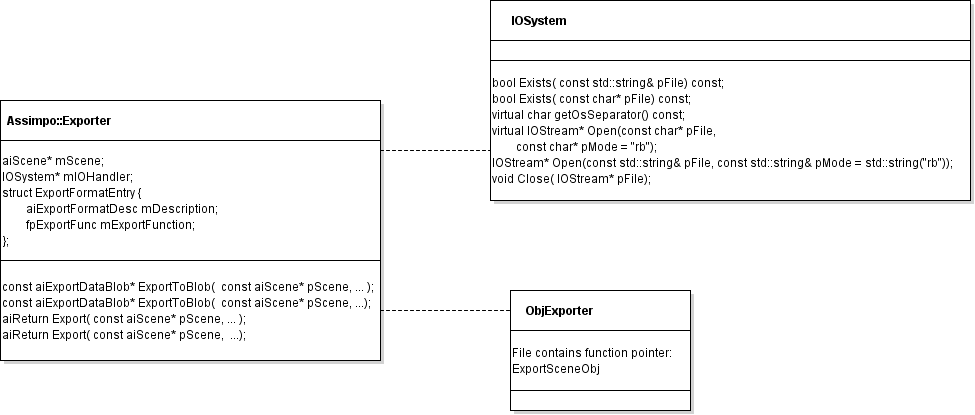 IOSystem
bool Exists( const std::string& pFile) const;
bool Exists( const char* pFile) const;
virtual char getOsSeparator() const;
virtual IOStream* Open(const char* pFile,
const char* pMode = "rb");
IOStream* Open(const std::string& pFile, const std::string& pMode = std::string("rb"));
void Close( IOStream* pFile);
Assimpo::Exporter
aiScene* mScene;
IOSystem* mIOHandler;
struct ExportFormatEntry {
aiExportFormatDesc mDescription;
fpExportFunc mExportFunction;
};
const aiExportDataBlob* ExportToBlob(  const aiScene* pScene, ... );
const aiExportDataBlob* ExportToBlob(  const aiScene* pScene, ...);
aiReturn Export( const aiScene* pScene, ... );
aiReturn Export( const aiScene* pScene,  ...);
ObjExporter
File contains function pointer:
ExportSceneObj